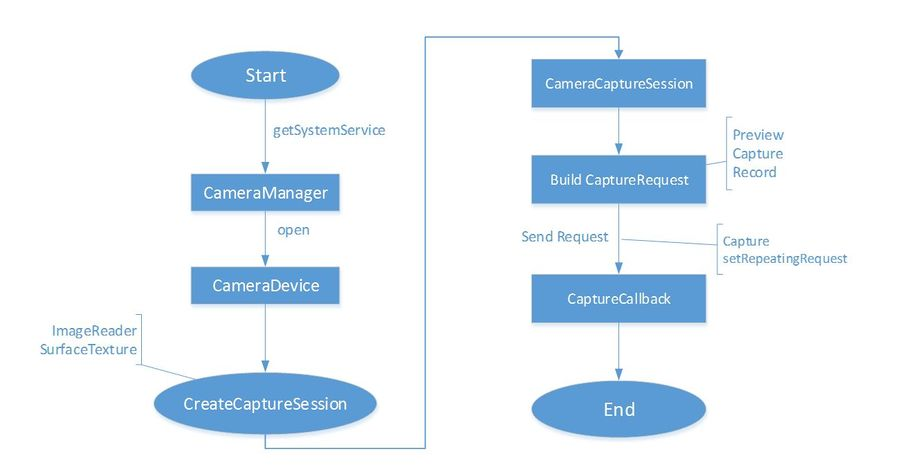 Start
getSystemService
CameraManager
open
CameraDevice
ImageReader
SurfaceTexture
CreateCaptureSession
CameraCaptureSession
Build CaptureRequest
Preview
Capture
Record
Send Request
Capture
setRepeatingRequest
CaptureCallback
End